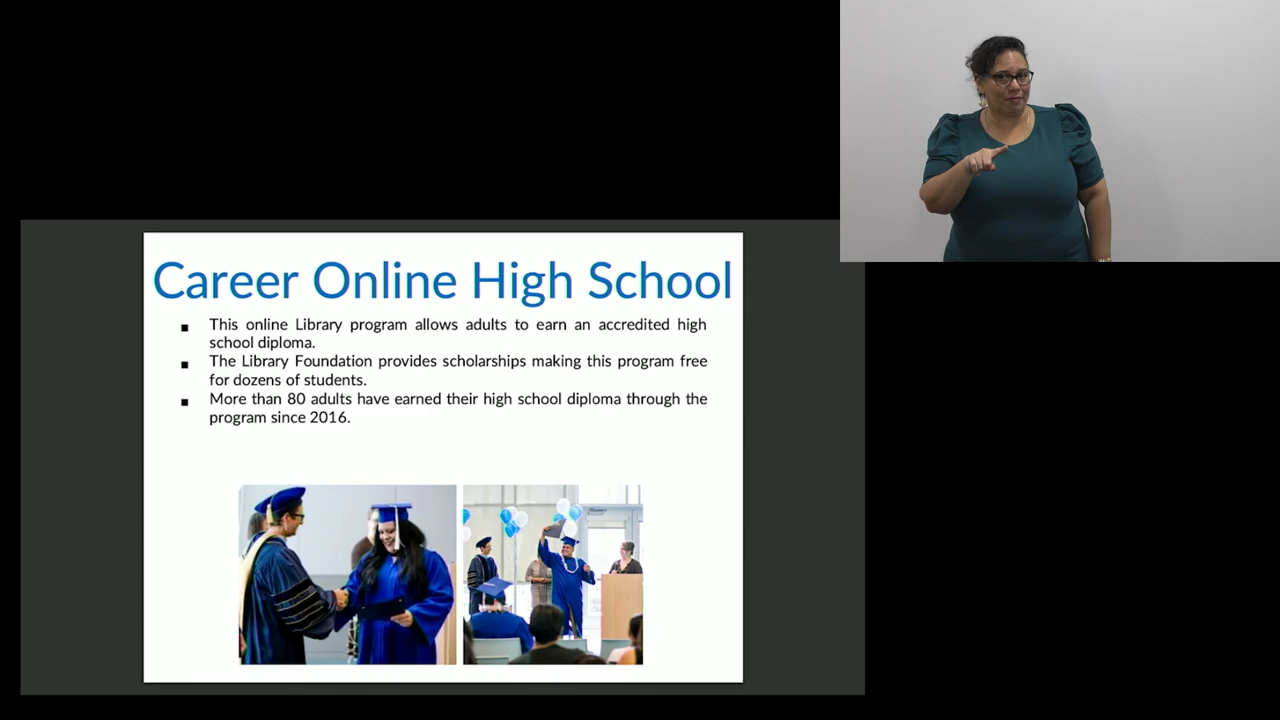 Career Online High School
▪ This online Library program allows adults to earn an accredited high
school diploma.
▪ The Library Foundation provides scholarships making this program free
for dozens of students.
▪ More than 80 adults have earned their high school diploma through the
program since 2016.